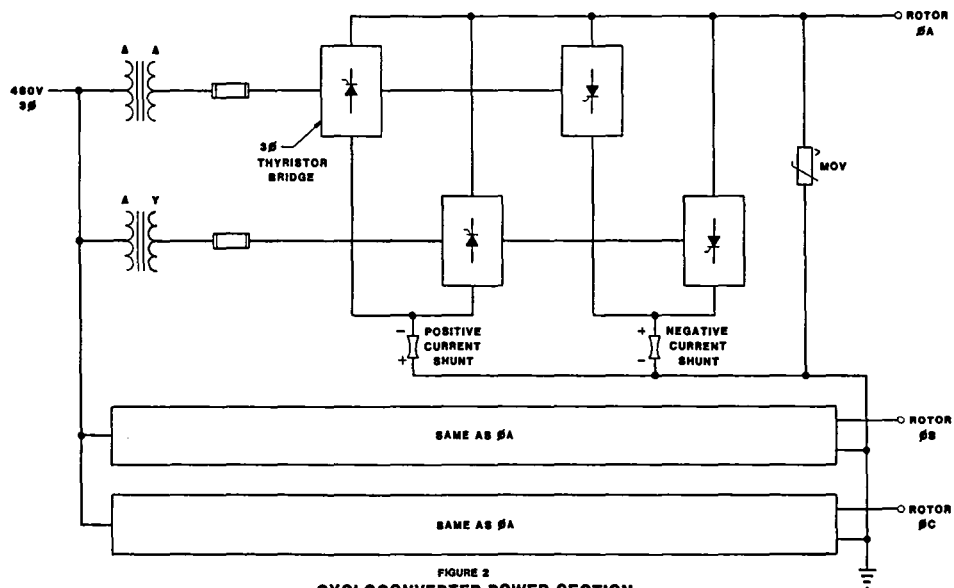 ROTOR
ØA
Δ Δ
480V
3Ø
3Ø
THYRISTOR
BRIDGE
MOV
Δ Y
- POSITIVE
CURRENT
+ SHUNT
+ NEGATIVE
CURRENT
- SHUNT
SAME AS ØA
ROTOR
ØB
SAME AS ØA
ROTOR
ØC
FIGURE 2
CYCLOCONVERTER POWER SECTION